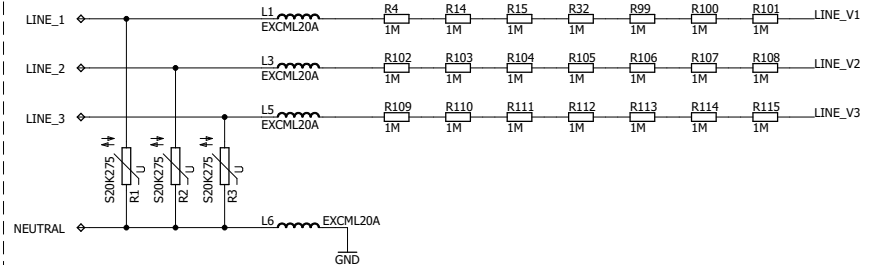 L1 R4 R14 R15 R32 R99 R100 R101
LINE_1 LINE_V1
EXCML20A 1M 1M 1M 1M 1M 1M 1M
L3 R102 R103 R104 R105 R106 R107 R108
LINE_2 LINE_V2
EXCML20A 1M 1M 1M 1M 1M 1M 1M
L5 R109 R110 R111 R112 R113 R114 R115
LINE_3 LINE_V3
EXCML20A 1M 1M 1M 1M 1M 1M 1M
S20K275 U R1
S20K275 U R2
S20K275 U R3
L6 EXCML20A
NEUTRAL
GND